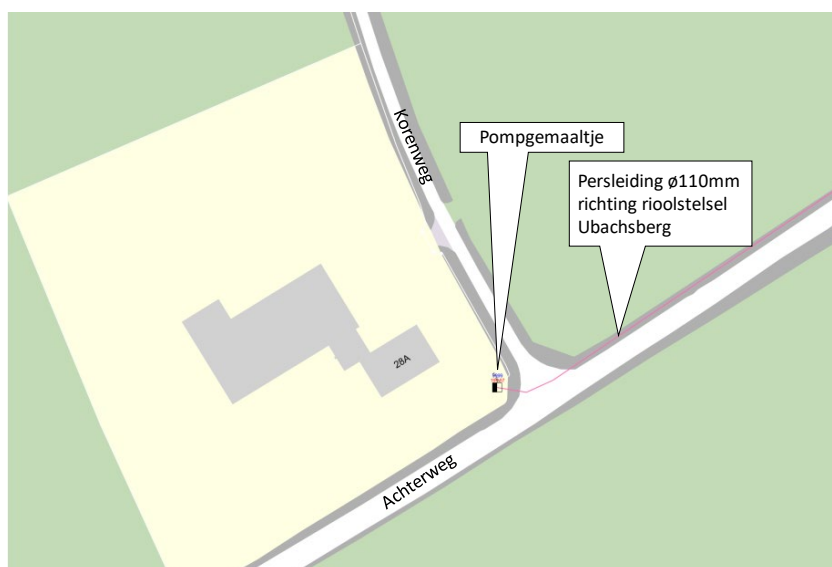 Korenweg
Pompgemaaltje
Persleiding ø110mm
richting rioolstelsel
Ubachsberg
28A
Achterweg